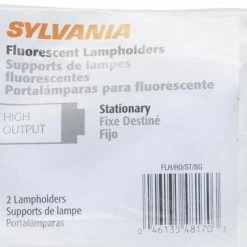 SYLVANIA
Fluorescent Lampholders
Supports de lampes
fluorescentes
Portalámparas para fluorescente
HIGH
OUTPUT
Stationary
Fixe Destiné
Fijo
FLH/HO/ST/BG
2 Lampholders
Supports de lampe
Portalámparas
0 46135 48170